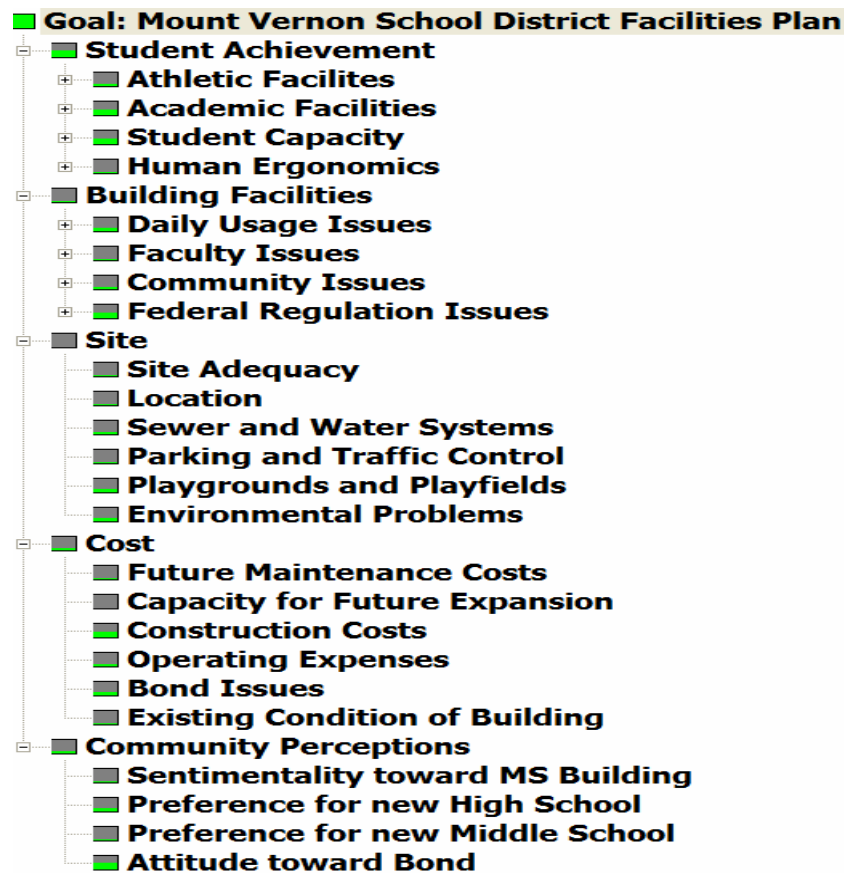 Goal: Mount Vernon School District Facilities Plan
Student Achievement
Athletic Facilites
Academic Facilities
Student Capacity
Human Ergonomics
Building Facilities
Daily Usage Issues
Faculty Issues
Community Issues
Federal Regulation Issues
Site
Site Adequacy
Location
Sewer and Water Systems
Parking and Traffic Control
Playgrounds and Playfields
Environmental Problems
Cost
Future Maintenance Costs
Capacity for Future Expansion
Construction Costs
Operating Expenses
Bond Issues
Existing Condition of Building
Community Perceptions
Sentimentality toward MS Building
Preference for new High School
Preference for new Middle School
Attitude toward Bond